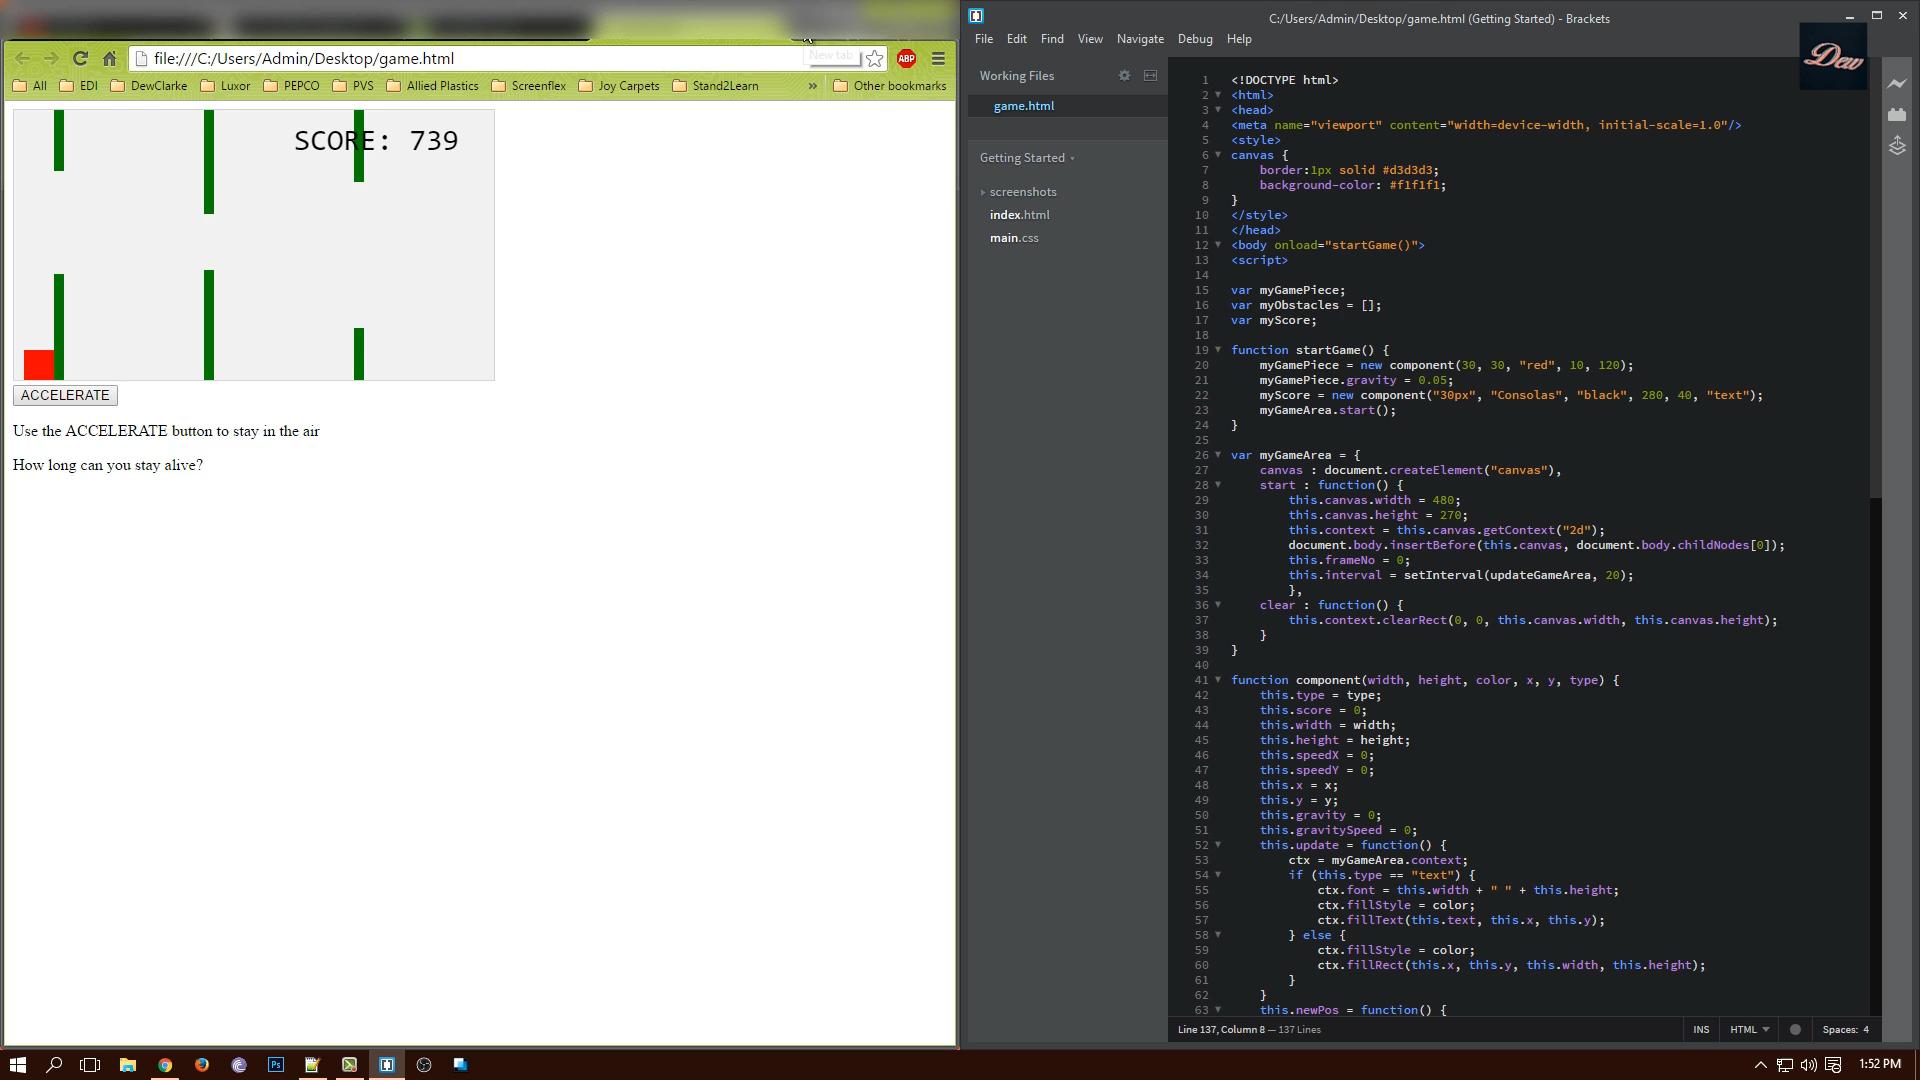 file:///C:/Users/Admin/Desktop/game.html
New tab
ABP
All EDI DewClarke Luxor PEPCO PVS Allied Plastics Screenflex Joy Carpets Stand2Learn » Other bookmarks
SCORE: 739
ACCELERATE
Use the ACCELERATE button to stay in the air
How long can you stay alive?
C:/Users/Admin/Desktop/game.html (Getting Started) - Brackets
File Edit Find View Navigate Debug Help
Dew
Working Files
game.html
Getting Started
screenshots
index.html
main.css
1 <!DOCTYPE html>
2 <html>
3 <head>
4 <meta name="viewport" content="width=device-width, initial-scale=1.0"/>
5 <style>
6 canvas {
7 border:1px solid #d3d3d3;
8 background-color: #f1f1f1;
9 }
10 </style>
11 </head>
12 <body onload="startGame()">
13 <script>
14
15 var myGamePiece;
16 var myObstacles = [];
17 var myScore;
18
19 function startGame() {
20 myGamePiece = new component(30, 30, "red", 10, 120);
21 myGamePiece.gravity = 0.05;
22 myScore = new component("30px", "Consolas", "black", 280, 40, "text");
23 myGameArea.start();
24 }
25
26 var myGameArea = {
27 canvas : document.createElement("canvas"),
28 start : function() {
29 this.canvas.width = 480;
30 this.canvas.height = 270;
31 this.context = this.canvas.getContext("2d");
32 document.body.insertBefore(this.canvas, document.body.childNodes[0]);
33 this.frameNo = 0;
34 this.interval = setInterval(updateGameArea, 20);
35 },
36 clear : function() {
37 this.context.clearRect(0, 0, this.canvas.width, this.canvas.height);
38 }
39 }
40
41 function component(width, height, color, x, y, type) {
42 this.type = type;
43 this.score = 0;
44 this.width = width;
45 this.height = height;
46 this.speedX = 0;
47 this.speedY = 0;
48 this.x = x;
49 this.y = y;
50 this.gravity = 0;
51 this.gravitySpeed = 0;
52 this.update = function() {
53 ctx = myGameArea.context;
54 if (this.type == "text") {
55 ctx.font = this.width + " " + this.height;
56 ctx.fillStyle = color;
57 ctx.fillText(this.text, this.x, this.y);
58 } else {
59 ctx.fillStyle = color;
60 ctx.fillRect(this.x, this.y, this.width, this.height);
61 }
62 }
63 this.newPos = function() {
Line 137, Column 8 — 137 Lines
INS HTML Spaces: 4
Ps
1:52 PM